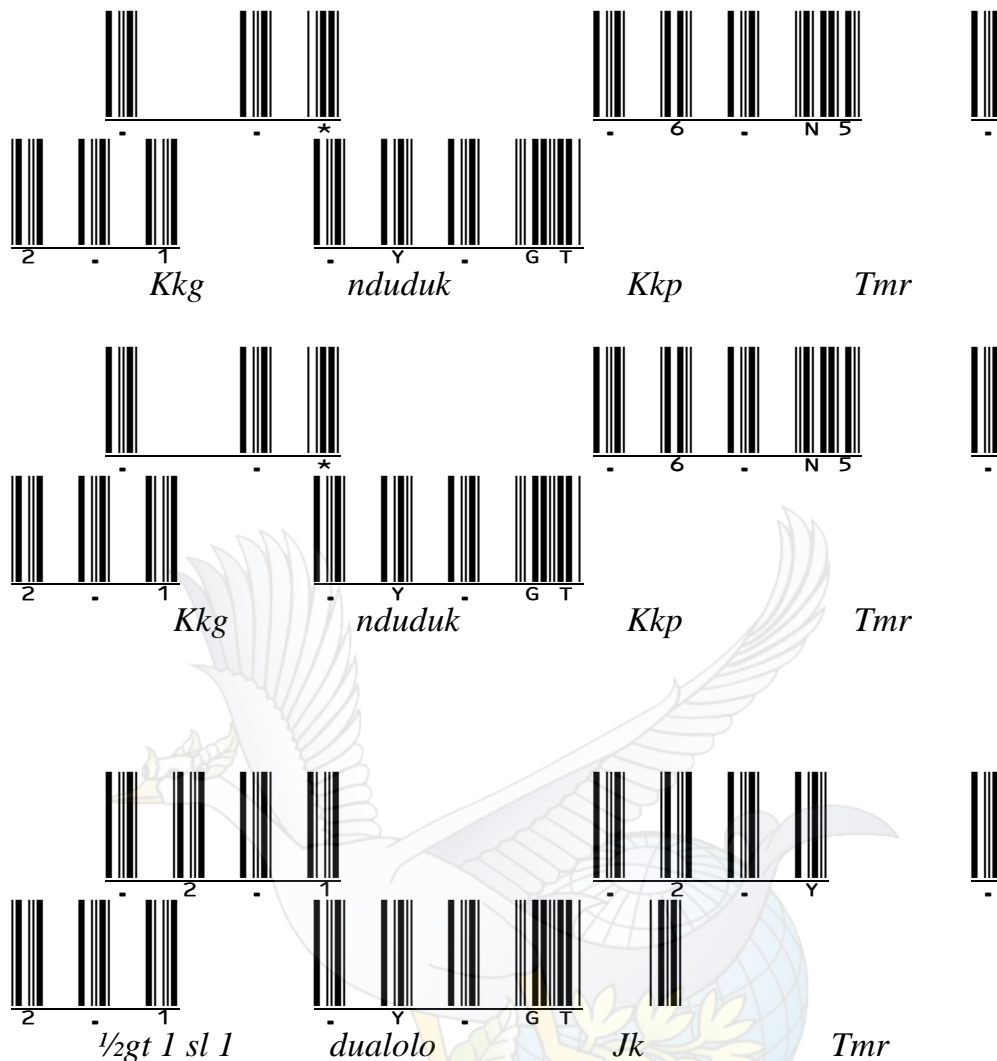 - - * - 6 - N 5 -
2 - 1 - Y - G T
Kkg nduduk Kkp Tmr
- - * - 6 - N 5 -
2 - 1 - Y - G T
Kkg nduduk Kkp Tmr
- 2 - 1 - 2 - Y -
2 - 1 - Y - G T
½gt 1 sl 1 dualolo Jk Tmr